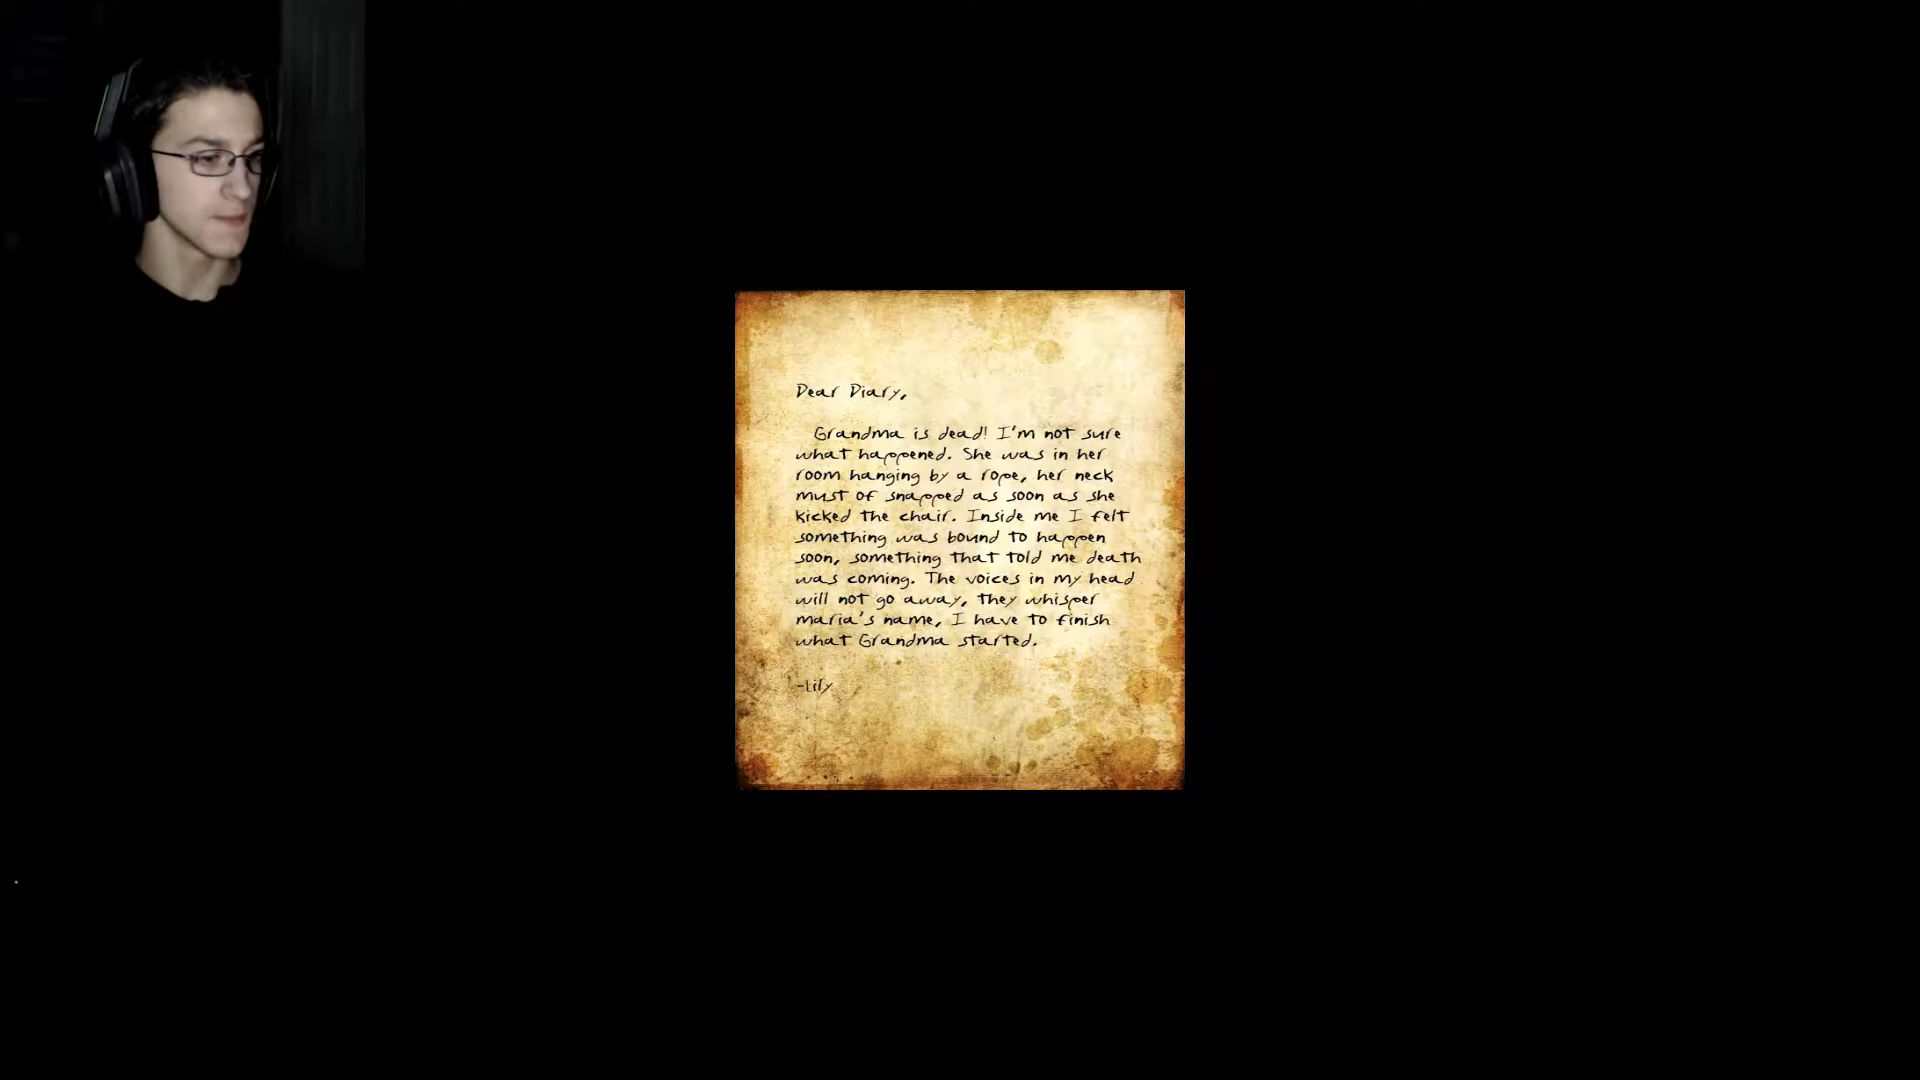 Dear Diary,
Grandma is dead! I'm not sure
what happened. She was in her
room hanging by a rope, her neck
must of snapped as soon as she
kicked the chair. Inside me I felt
something was bound to happen
soon, something that told me death
was coming. The voices in my head
will not go away, they whisper
maria's name, I have to finish
what Grandma started.
-Lily